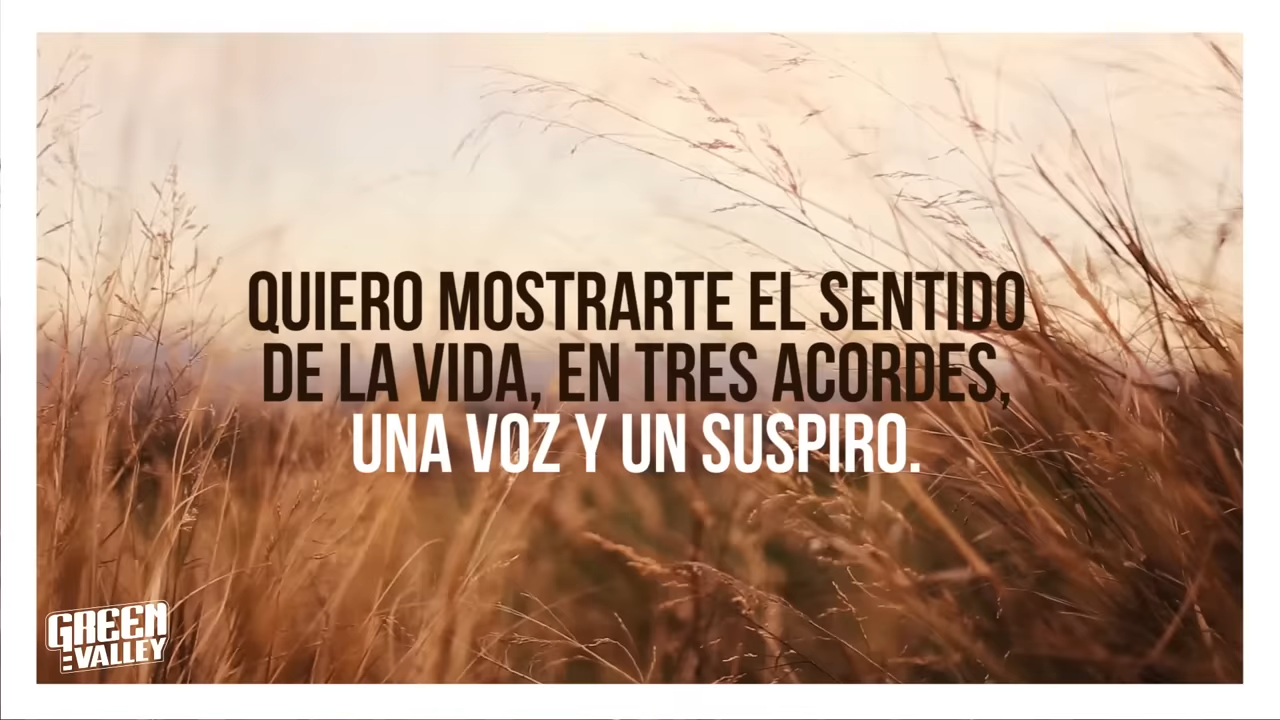 QUIERO MOSTRARTE EL SENTIDO
DE LA VIDA, EN TRES ACORDES,
UNA VOZ Y UN SUSPIRO.
GREEN
VALLEY